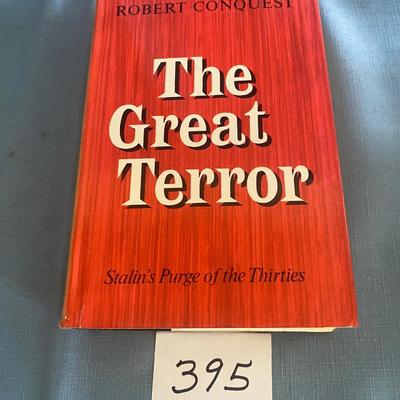 ROBERT CONQUEST
The
Great
Terror
Stalin's Purge of the Thirties
395